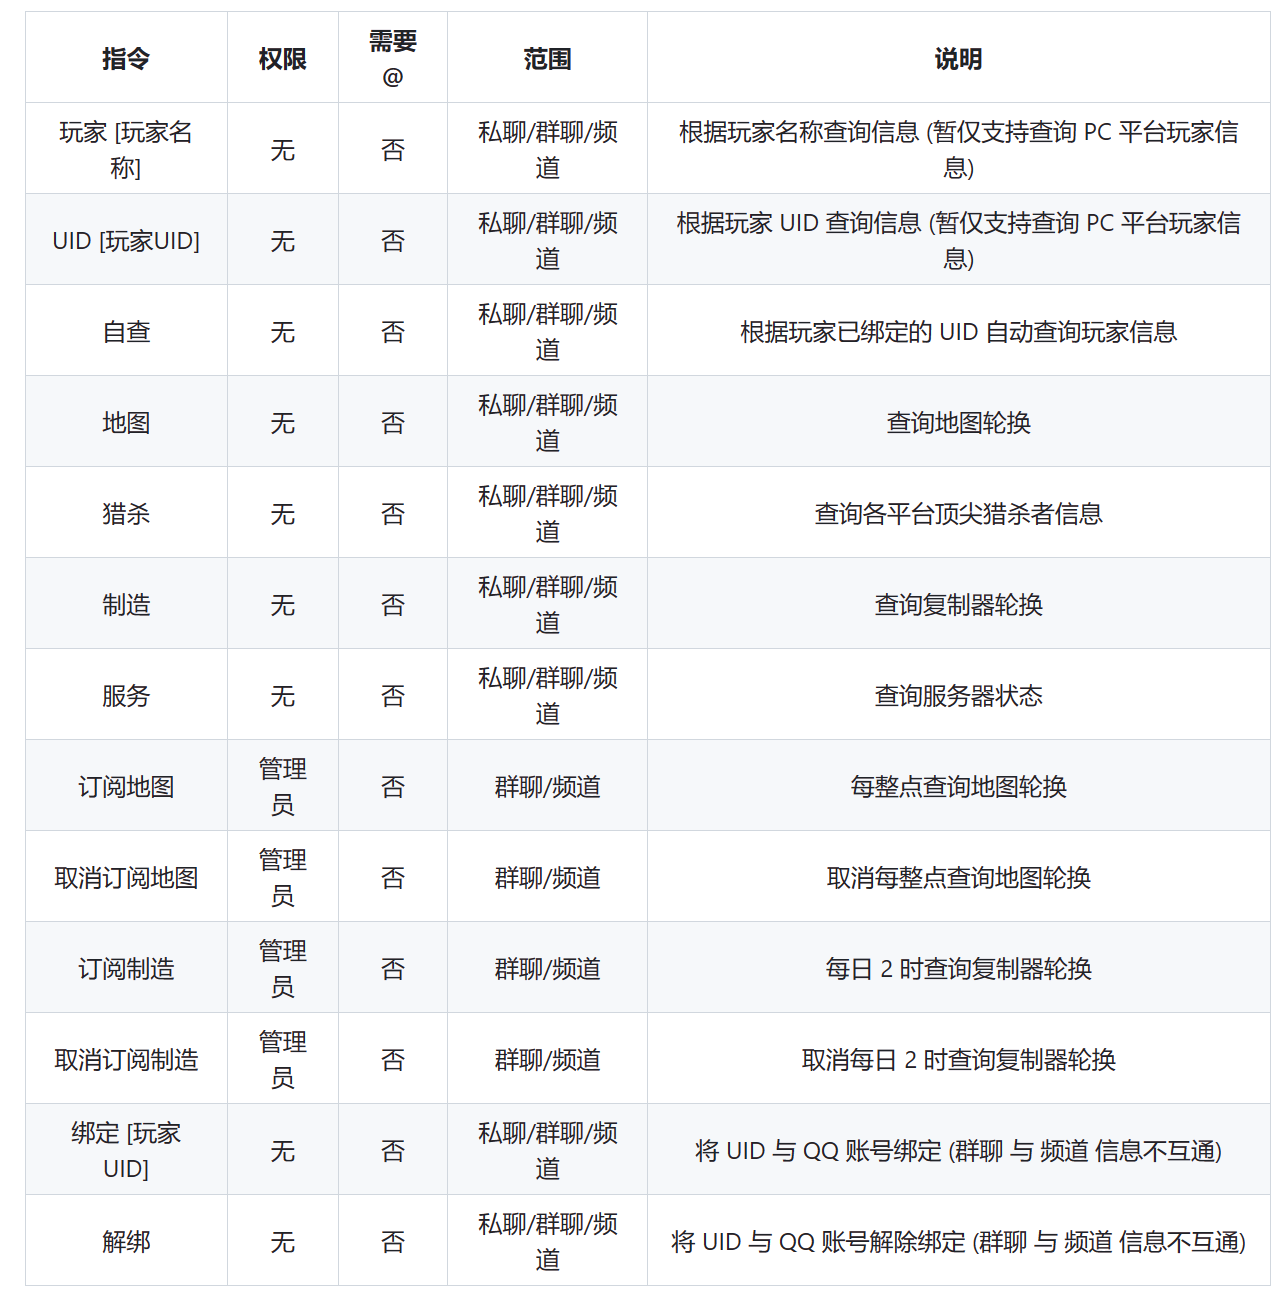 指令 权限 需要 范围 说明
@
玩家 [玩家名 无 否 私聊/群聊/频 根据玩家名称查询信息 (暂仅支持查询 PC 平台玩家信
称] 道 息)
UID [玩家UID] 无 否 私聊/群聊/频 根据玩家 UID 查询信息 (暂仅支持查询 PC 平台玩家信
道 息)
自查 无 否 私聊/群聊/频 根据玩家已绑定的 UID 自动查询玩家信息
道
地图 无 否 私聊/群聊/频 查询地图轮换
道
猎杀 无 否 私聊/群聊/频 查询各平台顶尖猎杀者信息
道
制造 无 否 私聊/群聊/频 查询复制器轮换
道
服务 无 否 私聊/群聊/频 查询服务器状态
道
订阅地图 管理 否 群聊/频道 每整点查询地图轮换
员
取消订阅地图 管理 否 群聊/频道 取消每整点查询地图轮换
员
订阅制造 管理 否 群聊/频道 每日 2 时查询复制器轮换
员
取消订阅制造 管理 否 群聊/频道 取消每日 2 时查询复制器轮换
员
绑定 [玩家 无 否 私聊/群聊/频 将 UID 与 QQ 账号绑定 (群聊 与 频道 信息不互通)
UID] 道
解绑 无 否 私聊/群聊/频 将 UID 与 QQ 账号解除绑定 (群聊 与 频道 信息不互通)
道